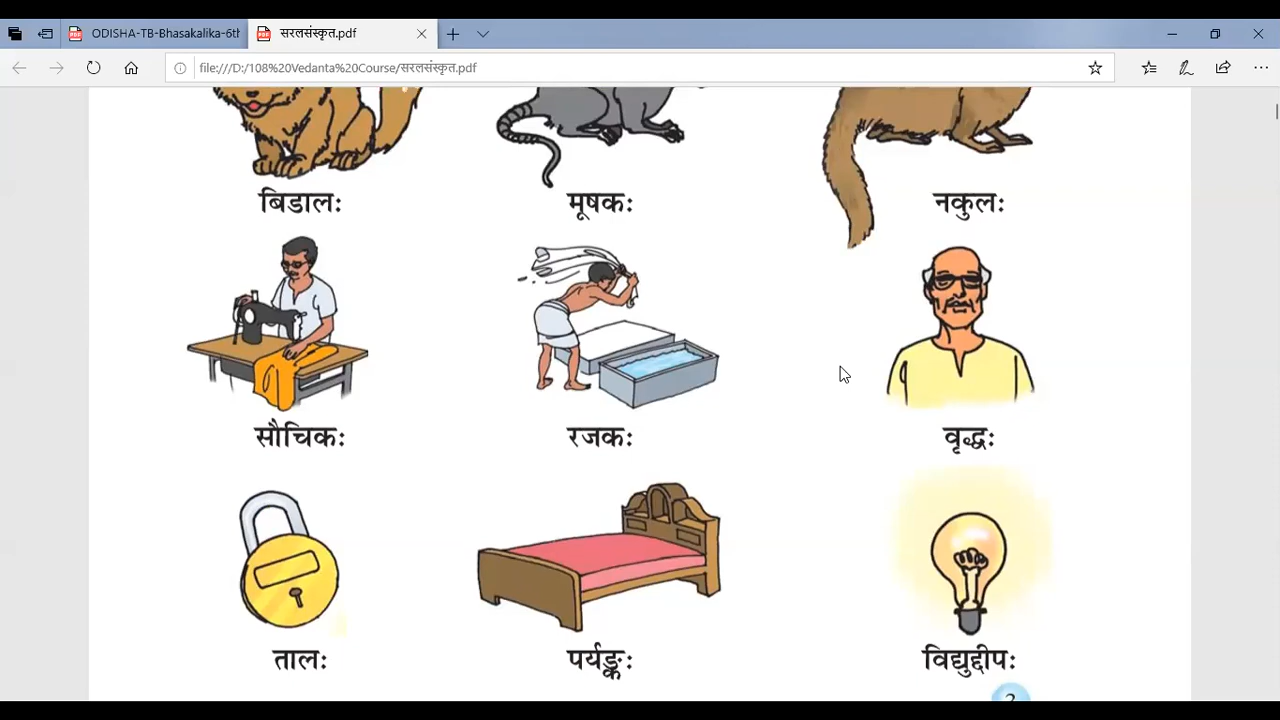 ODISHA-TB-Bhasakalika-6th
सरलसंस्कृत.pdf
file:///D:/108%20Vedanta%20Course/सरलसंस्कृत.pdf
बिडालः मूषकः नकुलः
सौचिकः रजकः वृद्धः
तालः पर्यङ्कः विद्युद्दीपः